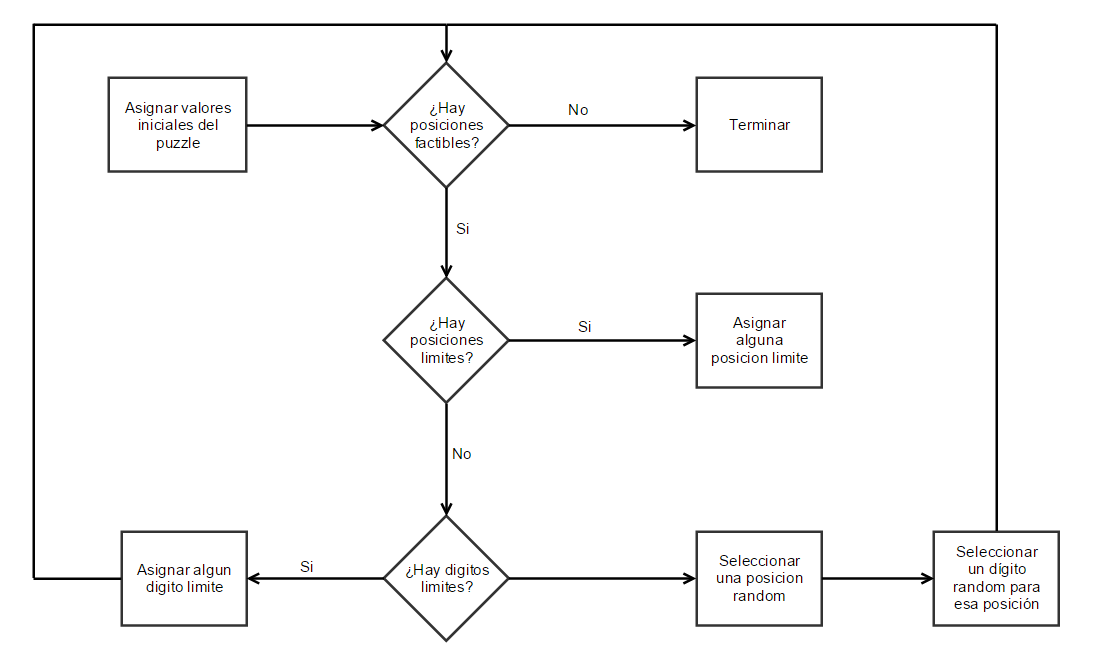 Asignar valores
iniciales del
puzzle
¿Hay
posiciones
factibles?
No
Terminar
Si
¿Hay
posiciones
limites?
Si
Asignar
alguna
posicion limite
No
Asignar algun
digito limite
Si
¿Hay digitos
limites?
Seleccionar
una posicion
random
Seleccionar
un dígito
random para
esa posición